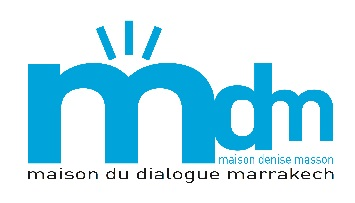 mdm
maison denise masson
maison du dialogue marrakech